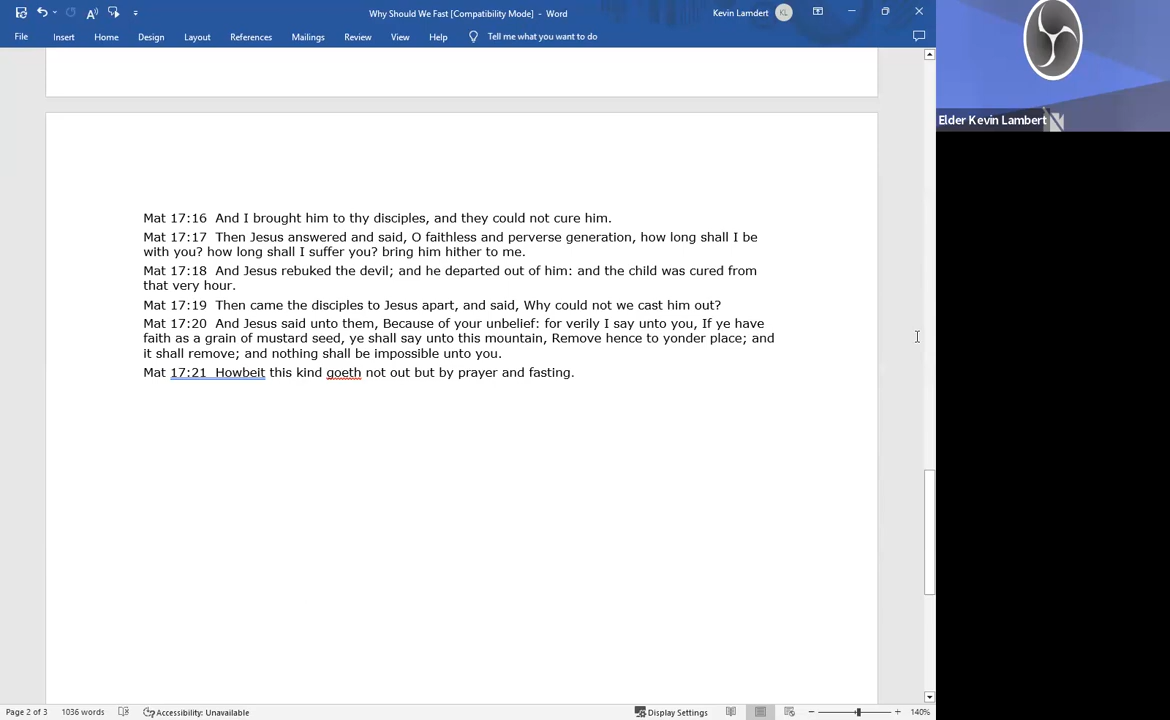 Why Should We Fast [Compatibility Mode] - Word
Kevin Lamdert
KL
File Insert Home Design Layout References Mailings Review View Help Tell me what you want to do
Elder Kevin Lambert
Mat 17:16 And I brought him to thy disciples, and they could not cure him.
Mat 17:17 Then Jesus answered and said, O faithless and perverse generation, how long shall I be
with you? how long shall I suffer you? bring him hither to me.
Mat 17:18 And Jesus rebuked the devil; and he departed out of him: and the child was cured from
that very hour.
Mat 17:19 Then came the disciples to Jesus apart, and said, Why could not we cast him out?
Mat 17:20 And Jesus said unto them, Because of your unbelief: for verily I say unto you, If ye have
faith as a grain of mustard seed, ye shall say unto this mountain, Remove hence to yonder place; and
it shall remove; and nothing shall be impossible unto you.
Mat 17:21 Howbeit this kind goeth not out but by prayer and fasting.
Page 2 of 3 1036 words Accessibility: Unavailable Display Settings 140%